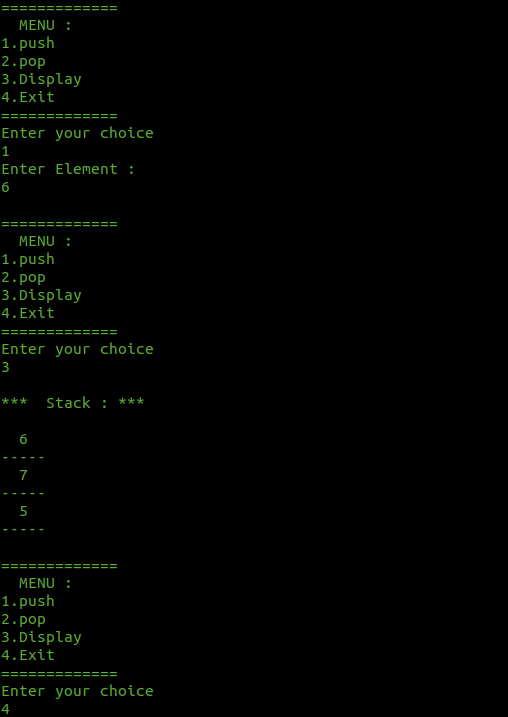 =============
  MENU :
1.push
2.pop
3.Display
4.Exit
=============
Enter your choice
1
Enter Element :
6

=============
  MENU :
1.push
2.pop
3.Display
4.Exit
=============
Enter your choice
3

***  Stack : ***

  6
-----
  7
-----
  5
-----

=============
  MENU :
1.push
2.pop
3.Display
4.Exit
=============
Enter your choice
4